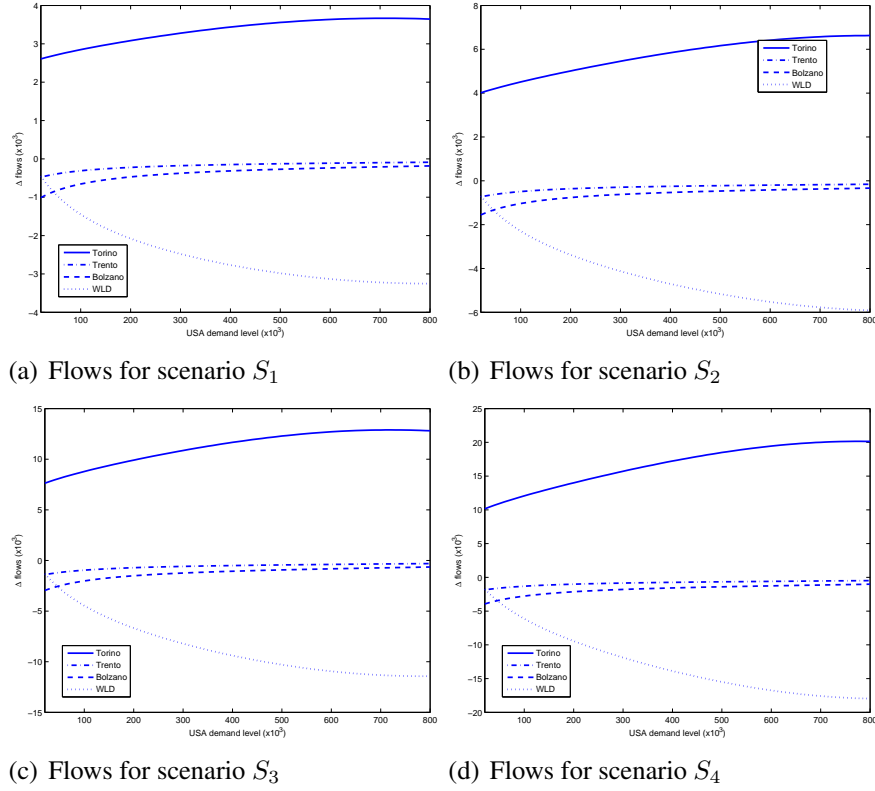 4
3
2
1
0
−1
−2
−3
−4
Δ flows (x10³)
Torino
Trento
Bolzano
WLD
100 200 300 400 500 600 700 800
USA demand level (x10³)
(a) Flows for scenario S₁
8
6
4
2
0
−2
−4
−6
Δ flows (x10³)
Torino
Trento
Bolzano
WLD
100 200 300 400 500 600 700 800
USA demand level (x10³)
(b) Flows for scenario S₂
15
10
5
0
−5
−10
−15
Δ flows (x10³)
Torino
Trento
Bolzano
WLD
100 200 300 400 500 600 700 800
USA demand level (x10³)
(c) Flows for scenario S₃
25
20
15
10
5
0
−5
−10
−15
−20
Δ flows (x10³)
Torino
Trento
Bolzano
WLD
100 200 300 400 500 600 700 800
USA demand level (x10³)
(d) Flows for scenario S₄